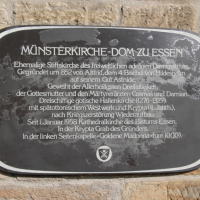 MÜNSTERKIRCHE·DOM ZU ESSEN
Ehemalige Stiftskirche des freiweltlichen adeligen Damenstiftes.
Gegründet um 852 von Altfrid, dem 4. Bischof von Hildesheim
auf seinem Gut Astnide.
Geweiht der Allerheiligsten Dreifaltigkeit,
der Gottesmutter und den Märtyrern Cosmas und Damian.
Dreischiffige gotische Hallenkirche (1276-1327)
mit spätottonischem Westwerk und Krypta (11. Jahrh.),
nach Kriegszerstörung Wiederaufbau.
Seit 1. Januar 1958 Kathedralkirche des Bistums Essen.
In der Krypta Grab des Gründers.
In der linken Seitenkapelle »Goldene Madonna« (um 1000).